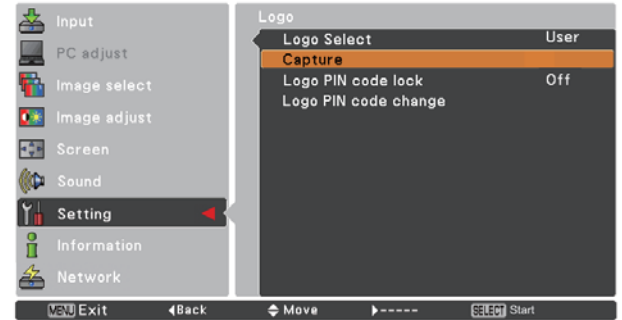 Input
PC adjust
Image select
Image adjust
Screen
Sound
Setting
Information
Network
Logo
Logo Select User
Capture
Logo PIN code lock Off
Logo PIN code change
MENU Exit ◀Back Move ▶----- SELECT Start